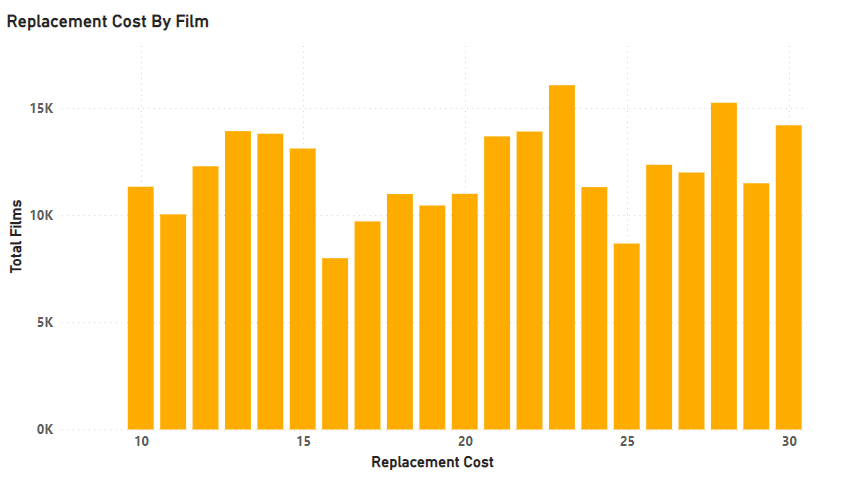 Replacement Cost By Film
15K
10K
5K
0K
Total Films
10 15 20 25 30
Replacement Cost